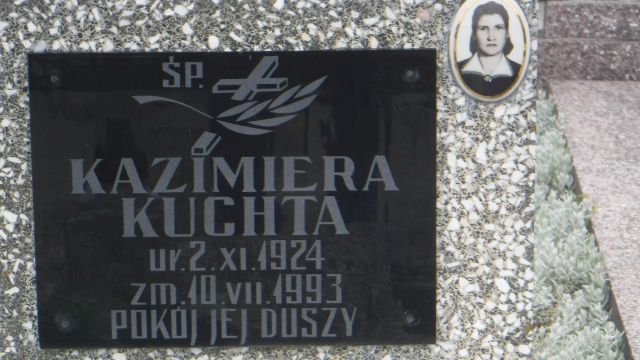 ŚP.
KAZIMIERA
KUCHTA
ur.2.XI.1924
zm.10.VII.1993
POKÓJ JEJ DUSZY